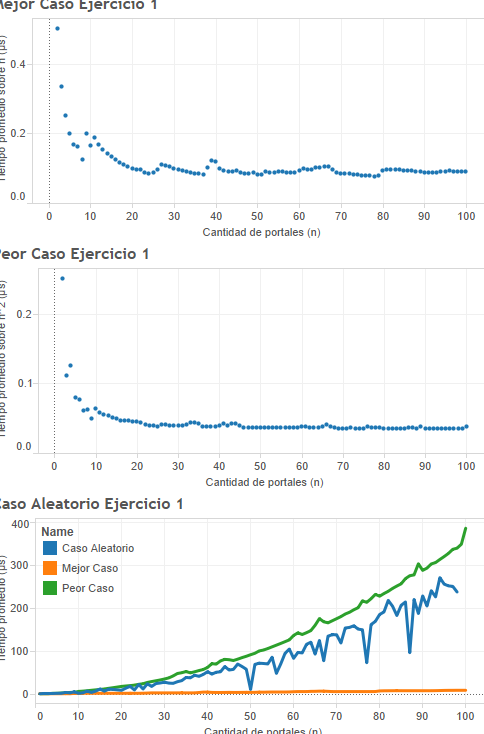 Mejor Caso Ejercicio 1
Tiempo promedio sobre n (µs)
0.4
0.2
0.0
0 10 20 30 40 50 60 70 80 90 100
Cantidad de portales (n)
Peor Caso Ejercicio 1
Tiempo promedio sobre n^2 (µs)
0.2
0.1
0.0
0 10 20 30 40 50 60 70 80 90 100
Cantidad de portales (n)
Caso Aleatorio Ejercicio 1
Tiempo promedio (µs)
400
300
200
100
0
Name
Caso Aleatorio
Mejor Caso
Peor Caso
0 10 20 30 40 50 60 70 80 90 100
Cantidad de portales (n)